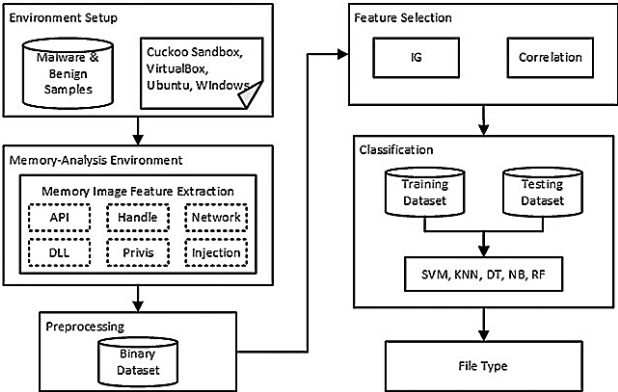 Environment Setup
Malware &
Benign
Samples
Cuckoo Sandbox,
VirtualBox,
Ubuntu, WIndows
Memory-Analysis Environment
Memory Image Feature Extraction
API
Handle
Network
DLL
Privis
Injection
Preprocessing
Binary
Dataset
Feature Selection
IG
Correlation
Classification
Training
Dataset
Testing
Dataset
SVM, KNN, DT, NB, RF
File Type